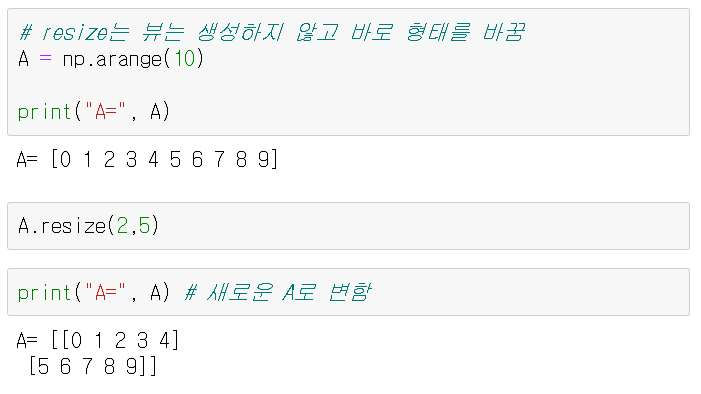 # resize는 뷰는 생성하지 않고 바로 형태를 바꿈
A = np.arange(10)
print("A=", A)
A= [0 1 2 3 4 5 6 7 8 9]
A.resize(2,5)
print("A=", A) # 새로운 A로 변함
A= [[0 1 2 3 4]
 [5 6 7 8 9]]